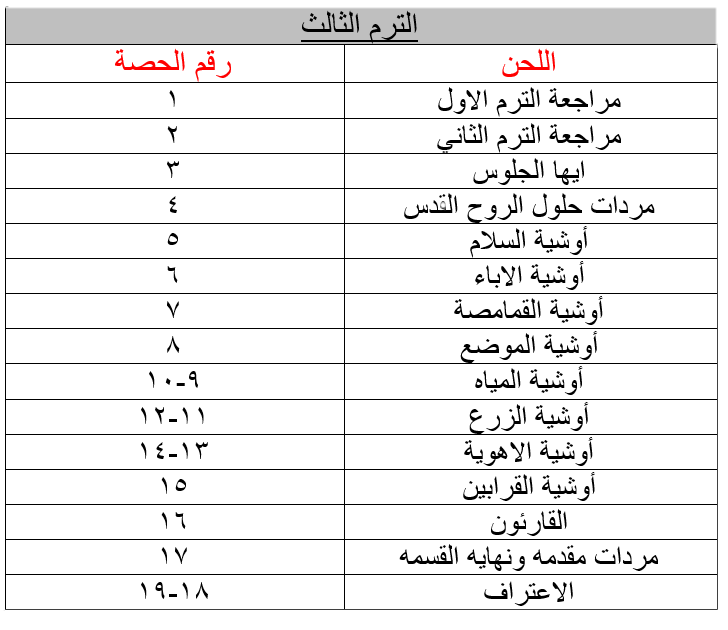 الترم الثالث
اللحن رقم الحصة
مراجعة الترم الاول ١
مراجعة الترم الثاني ٢
ايها الجلوس ٣
مردات حلول الروح القدس ٤
أوشية السلام ٥
أوشية الاباء ٦
أوشية القمامصة ٧
أوشية الموضع ٨
أوشية المياه ٩-١٠
أوشية الزرع ١١-١٢
أوشية الاهوية ١٣-١٤
أوشية القرابين ١٥
القارئون ١٦
مردات مقدمه ونهايه القسمه ١٧
الاعتراف ١٨-١٩